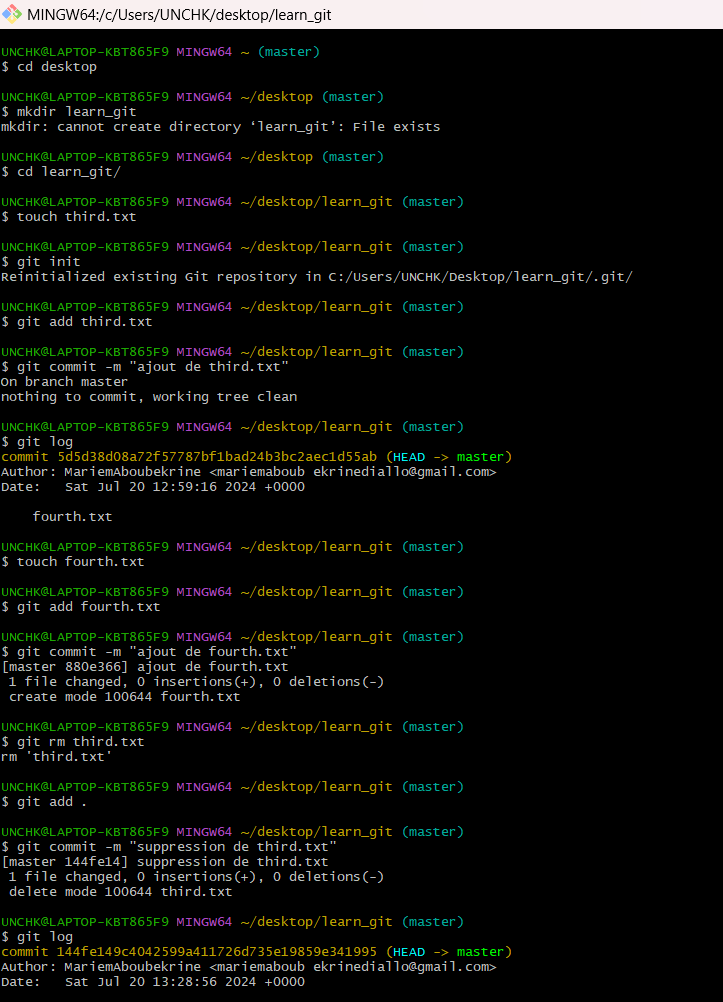 MINGW64:/c/Users/UNCHK/desktop/learn_git
UNCHK@LAPTOP-KBT865F9 MINGW64 ~ (master)
$ cd desktop
UNCHK@LAPTOP-KBT865F9 MINGW64 ~/desktop (master)
$ mkdir learn_git
mkdir: cannot create directory ‘learn_git’: File exists
UNCHK@LAPTOP-KBT865F9 MINGW64 ~/desktop (master)
$ cd learn_git/
UNCHK@LAPTOP-KBT865F9 MINGW64 ~/desktop/learn_git (master)
$ touch third.txt
UNCHK@LAPTOP-KBT865F9 MINGW64 ~/desktop/learn_git (master)
$ git init
Reinitialized existing Git repository in C:/Users/UNCHK/Desktop/learn_git/.git/
UNCHK@LAPTOP-KBT865F9 MINGW64 ~/desktop/learn_git (master)
$ git add third.txt
UNCHK@LAPTOP-KBT865F9 MINGW64 ~/desktop/learn_git (master)
$ git commit -m "ajout de third.txt"
On branch master
nothing to commit, working tree clean
UNCHK@LAPTOP-KBT865F9 MINGW64 ~/desktop/learn_git (master)
$ git log
commit 5d5d38d08a72f57787bf1bad24b3bc2aec1d55ab (HEAD -> master)
Author: MariemAboubekrine <mariemaboub ekrinediallo@gmail.com>
Date:   Sat Jul 20 12:59:16 2024 +0000
    fourth.txt
UNCHK@LAPTOP-KBT865F9 MINGW64 ~/desktop/learn_git (master)
$ touch fourth.txt
UNCHK@LAPTOP-KBT865F9 MINGW64 ~/desktop/learn_git (master)
$ git add fourth.txt
UNCHK@LAPTOP-KBT865F9 MINGW64 ~/desktop/learn_git (master)
$ git commit -m "ajout de fourth.txt"
[master 880e366] ajout de fourth.txt
 1 file changed, 0 insertions(+), 0 deletions(-)
 create mode 100644 fourth.txt
UNCHK@LAPTOP-KBT865F9 MINGW64 ~/desktop/learn_git (master)
$ git rm third.txt
rm 'third.txt'
UNCHK@LAPTOP-KBT865F9 MINGW64 ~/desktop/learn_git (master)
$ git add .
UNCHK@LAPTOP-KBT865F9 MINGW64 ~/desktop/learn_git (master)
$ git commit -m "suppression de third.txt"
[master 144fe14] suppression de third.txt
 1 file changed, 0 insertions(+), 0 deletions(-)
 delete mode 100644 third.txt
UNCHK@LAPTOP-KBT865F9 MINGW64 ~/desktop/learn_git (master)
$ git log
commit 144fe149c4042599a411726d735e19859e341995 (HEAD -> master)
Author: MariemAboubekrine <mariemaboub ekrinediallo@gmail.com>
Date:   Sat Jul 20 13:28:56 2024 +0000